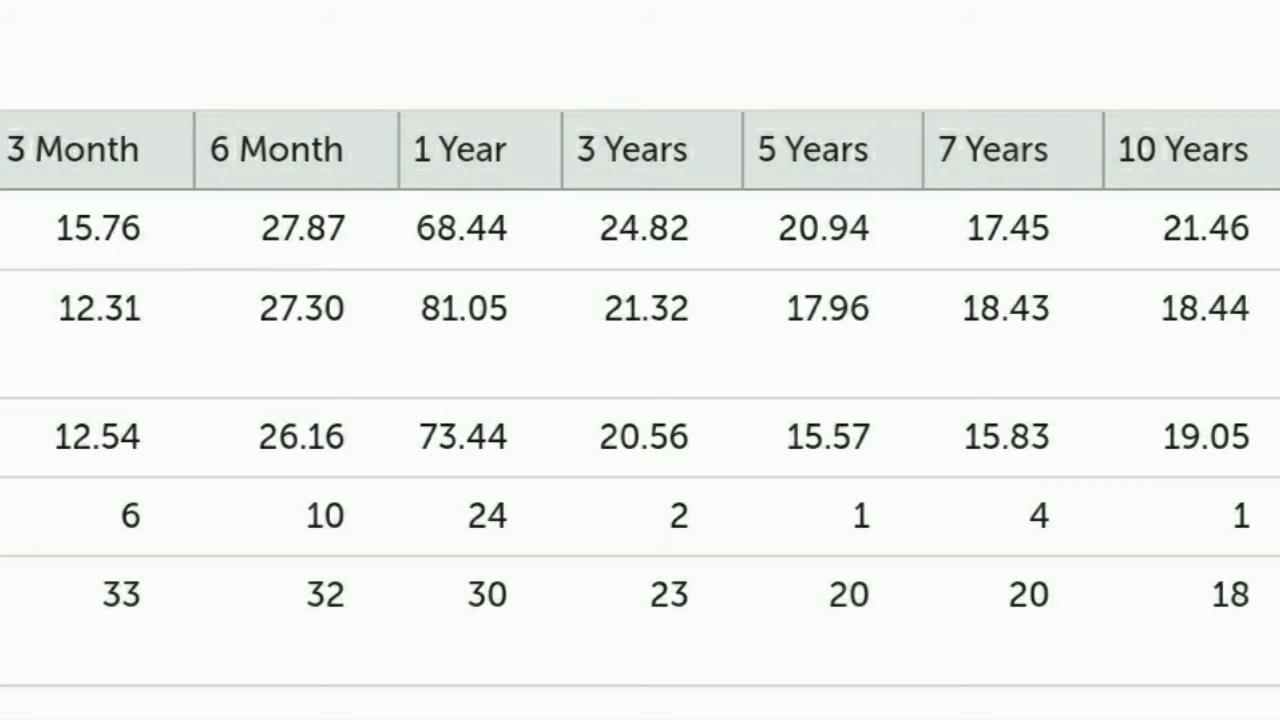 3 Month 6 Month 1 Year 3 Years 5 Years 7 Years 10 Years
15.76 27.87 68.44 24.82 20.94 17.45 21.46
12.31 27.30 81.05 21.32 17.96 18.43 18.44
12.54 26.16 73.44 20.56 15.57 15.83 19.05
6 10 24 2 1 4 1
33 32 30 23 20 20 18